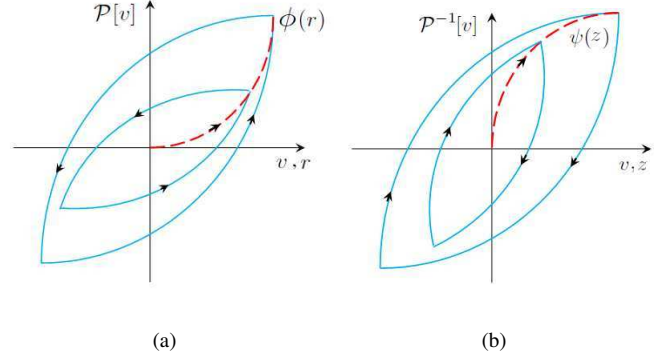 𝒫[v]
ϕ(r)
v , r
(a)
𝒫⁻¹[v]
ψ(z)
v, z
(b)